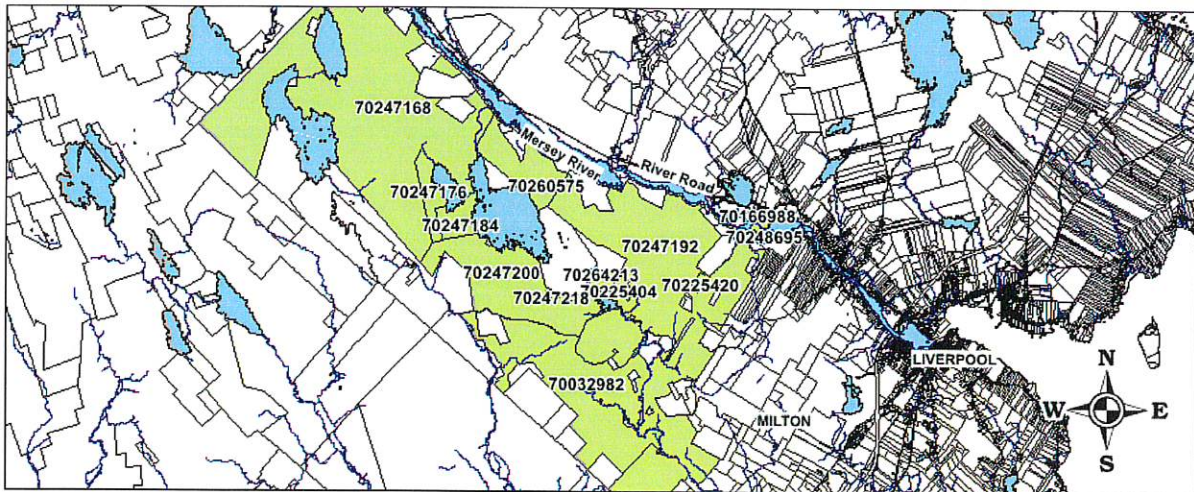 70247168
Mersey River
River Road
70247176
70260575
70166988
70247184
70248695
70247192
70247200
70264213
70225420
70225404
70247218
LIVERPOOL
70032982
MILTON
N
W
E
S